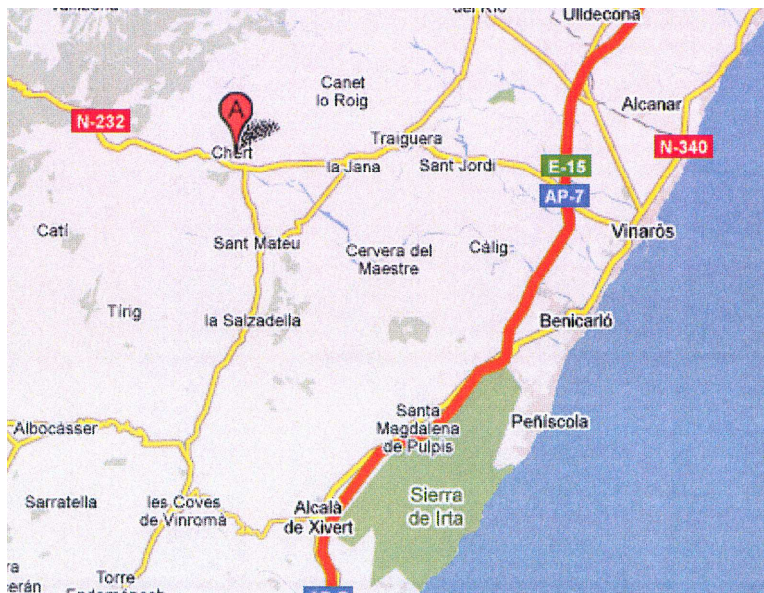 Ulldecona
Canet
lo Roig
Alcanar
A
N-232
Traiguera
N-340
Chert
la Jana
Sant Jordi
E-15
AP-7
Catí
Sant Mateu
Cervera del
Maestre
Càlig
Vinaròs
Tírig
la Salzadella
Benicarló
Santa
Magdalena
de Pulpis
Peñíscola
Albocàsser
Sarratella
les Coves
de Vinromà
Alcalà
de Xivert
Sierra
de Irta
Torre